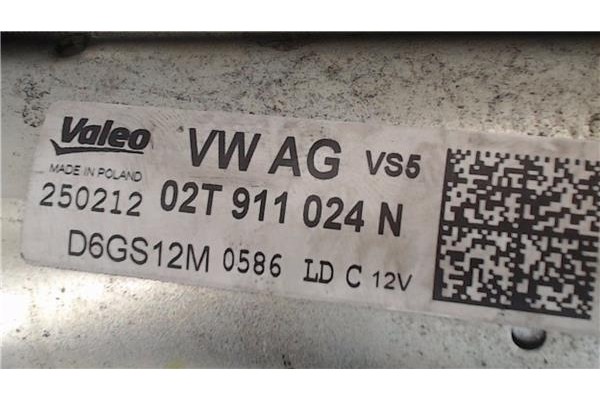 Valeo VW AG VS5
MADE IN POLAND
250212 02T 911 024 N
D6GS12M 0586 LD C 12V